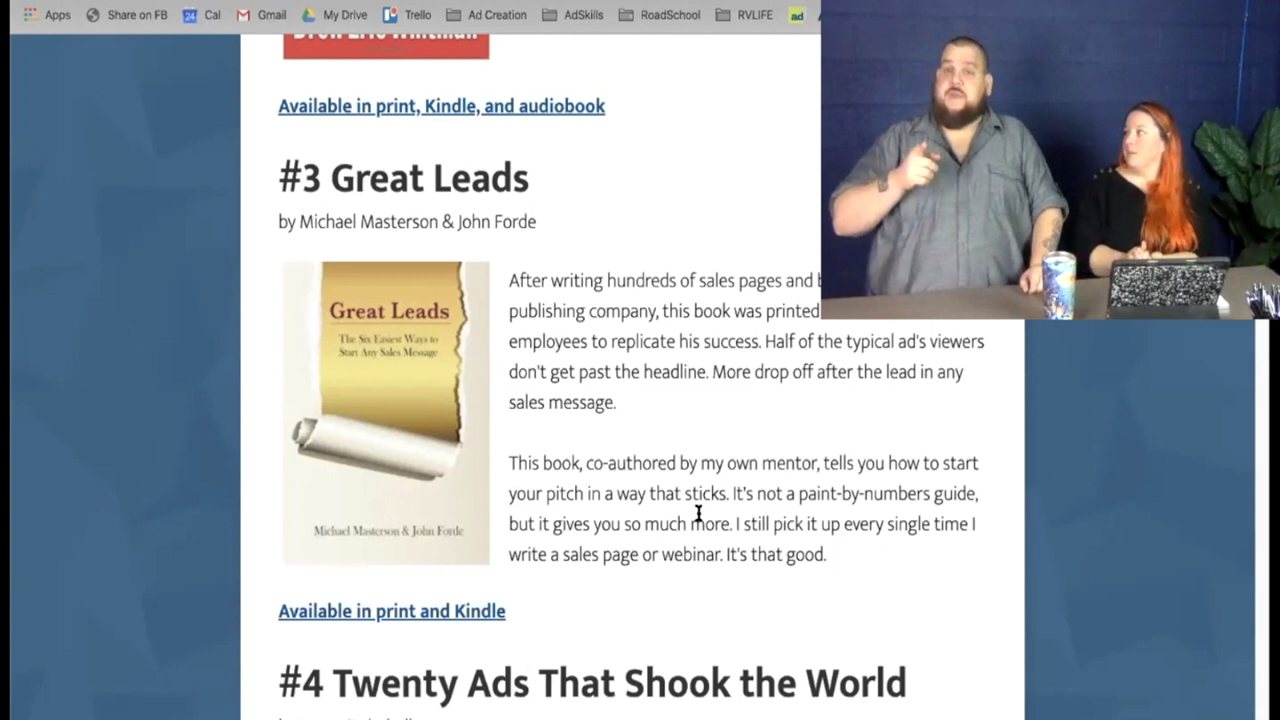 Apps Share on FB 24 Cal Gmail My Drive Trello Ad Creation AdSkills RoadSchool RVLIFE ad
Drew Eric Whitman
Available in print, Kindle, and audiobook
#3 Great Leads
by Michael Masterson & John Forde
Great Leads
The Six Easiest Ways to
Start Any Sales Message
Michael Masterson & John Forde
After writing hundreds of sales pages and
publishing company, this book was printed
employees to replicate his success. Half of the typical ad's viewers
don't get past the headline. More drop off after the lead in any
sales message.
This book, co-authored by my own mentor, tells you how to start
your pitch in a way that sticks. It's not a paint-by-numbers guide,
but it gives you so much more. I still pick it up every single time I
write a sales page or webinar. It's that good.
Available in print and Kindle
#4 Twenty Ads That Shook the World